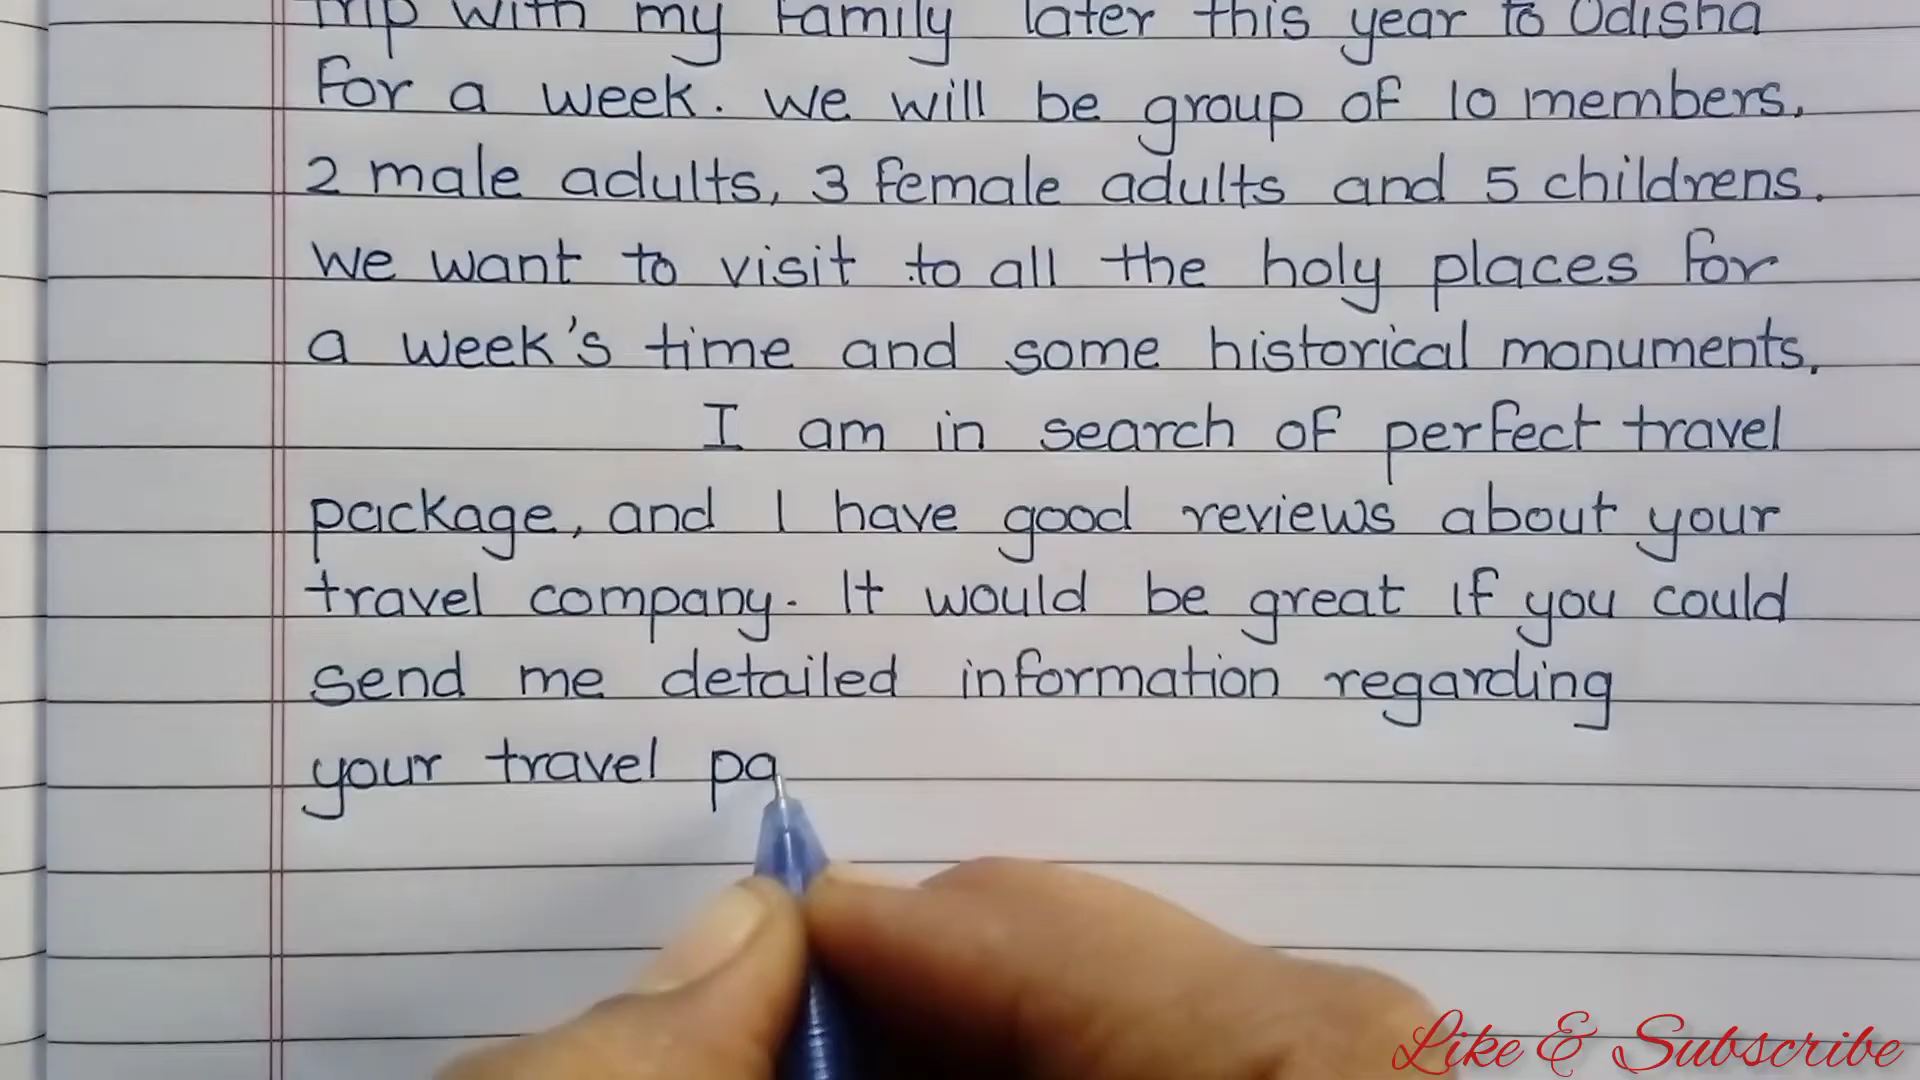 Trip with my family later this year to Odisha
for a week. We will be group of 10 members.
2 male adults, 3 female adults and 5 childrens.
We want to visit to all the holy places for
a week's time and some historical monuments.
I am in search of perfect travel
package, and I have good reviews about your
travel company. It would be great if you could
send me detailed information regarding
your travel pa
Like & Subscribe